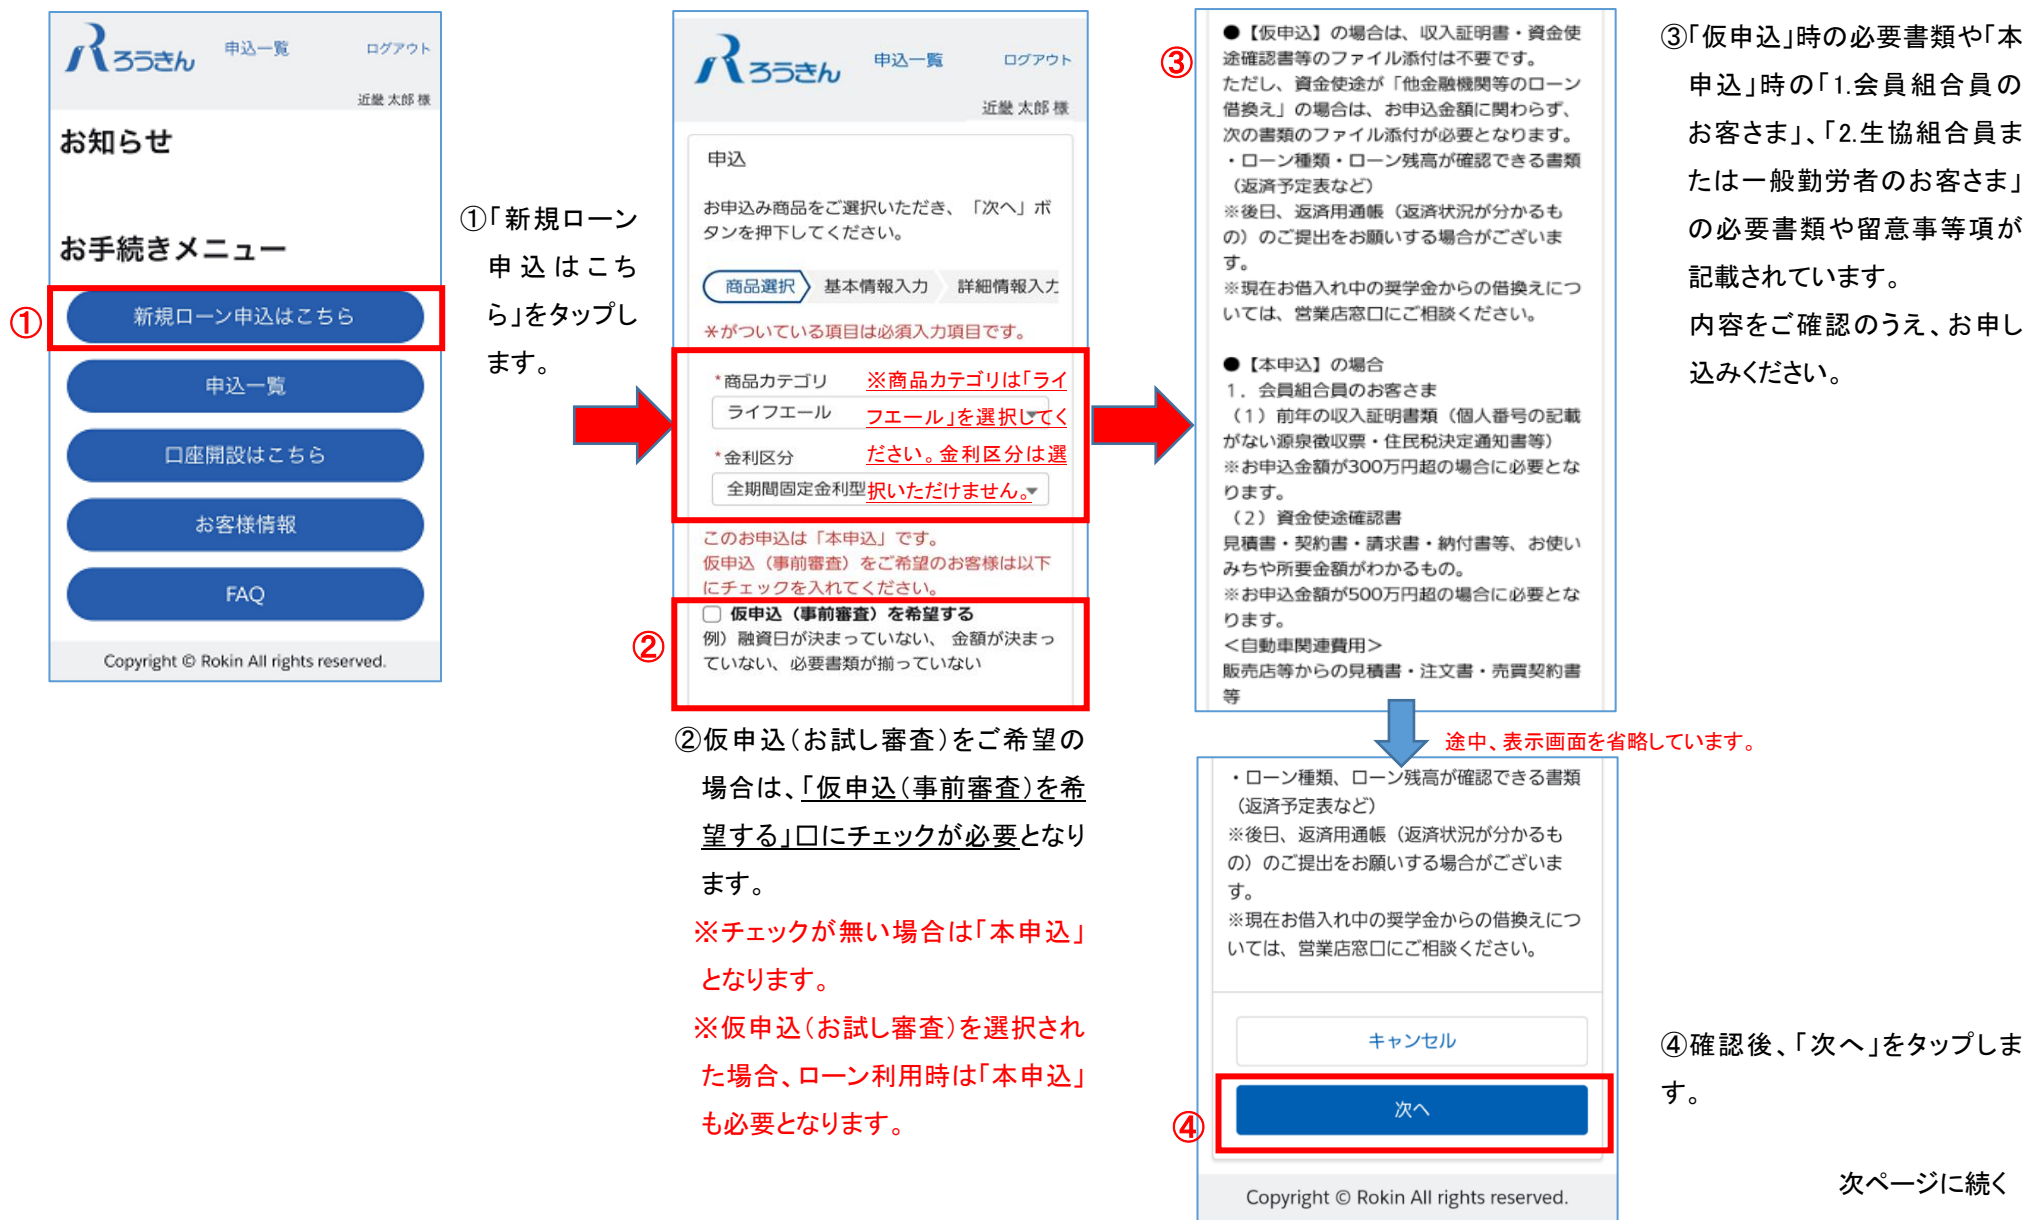 ろうきん
申込一覧
ログアウト
近畿 太郎 様
お知らせ
お手続きメニュー
①
新規ローン申込はこちら
申込一覧
口座開設はこちら
お客様情報
FAQ
Copyright © Rokin All rights reserved.
①「新規ローン
申込はこち
ら」をタップし
ます。
ろうきん
申込一覧
ログアウト
近畿 太郎 様
申込
お申込み商品をご選択いただき、「次へ」ボ
タンを押下してください。
商品選択
基本情報入力
詳細情報入力
*がついている項目は必須入力項目です。
*商品カテゴリ
ライフエール
*金利区分
全期間固定金利型
※商品カテゴリは「ライ
フエール」を選択してく
ださい。金利区分は選
択いただけません。
このお申込は「本申込」です。
仮申込（事前審査）をご希望のお客様は以下
にチェックを入れてください。
②
仮申込（事前審査）を希望する
例）融資日が決まっていない、 金額が決まっ
ていない、必要書類が揃っていない
②仮申込（お試し審査）をご希望の
場合は、「仮申込（事前審査）を希
望する」□にチェックが必要となり
ます。
※チェックが無い場合は「本申込」
となります。
※仮申込（お試し審査）を選択され
た場合、ローン利用時は「本申込」
も必要となります。
③
●【仮申込】の場合は、収入証明書・資金使
途確認書等のファイル添付は不要です。
ただし、資金使途が「他金融機関等のローン
借換え」の場合は、お申込金額に関わらず、
次の書類のファイル添付が必要となります。
・ローン種類・ローン残高が確認できる書類
（返済予定表など）
※後日、返済用通帳（返済状況が分かるも
の）のご提出をお願いする場合がございま
す。
※現在お借入れ中の奨学金からの借換えにつ
いては、営業店窓口にご相談ください。
●【本申込】の場合
1．会員組合員のお客さま
（1）前年の収入証明書類（個人番号の記載
がない源泉徴収票・住民税決定通知書等）
※お申込金額が300万円超の場合に必要とな
ります。
（2）資金使途確認書
見積書・契約書・請求書・納付書等、お使い
みちや所要金額がわかるもの。
※お申込金額が500万円超の場合に必要とな
ります。
＜自動車関連費用＞
販売店等からの見積書・注文書・売買契約書
等
途中、表示画面を省略しています。
・ローン種類、ローン残高が確認できる書類
（返済予定表など）
※後日、返済用通帳（返済状況が分かるも
の）のご提出をお願いする場合がございま
す。
※現在お借入れ中の奨学金からの借換えにつ
いては、営業店窓口にご相談ください。
キャンセル
④
次へ
Copyright © Rokin All rights reserved.
③「仮申込」時の必要書類や「本
申込」時の「1.会員組合員の
お客さま」、「2.生協組合員ま
たは一般勤労者のお客さま」
の必要書類や留意事等項が
記載されています。
内容をご確認のうえ、お申し
込みください。
④確認後、「次へ」をタップしま
す。
次ページに続く